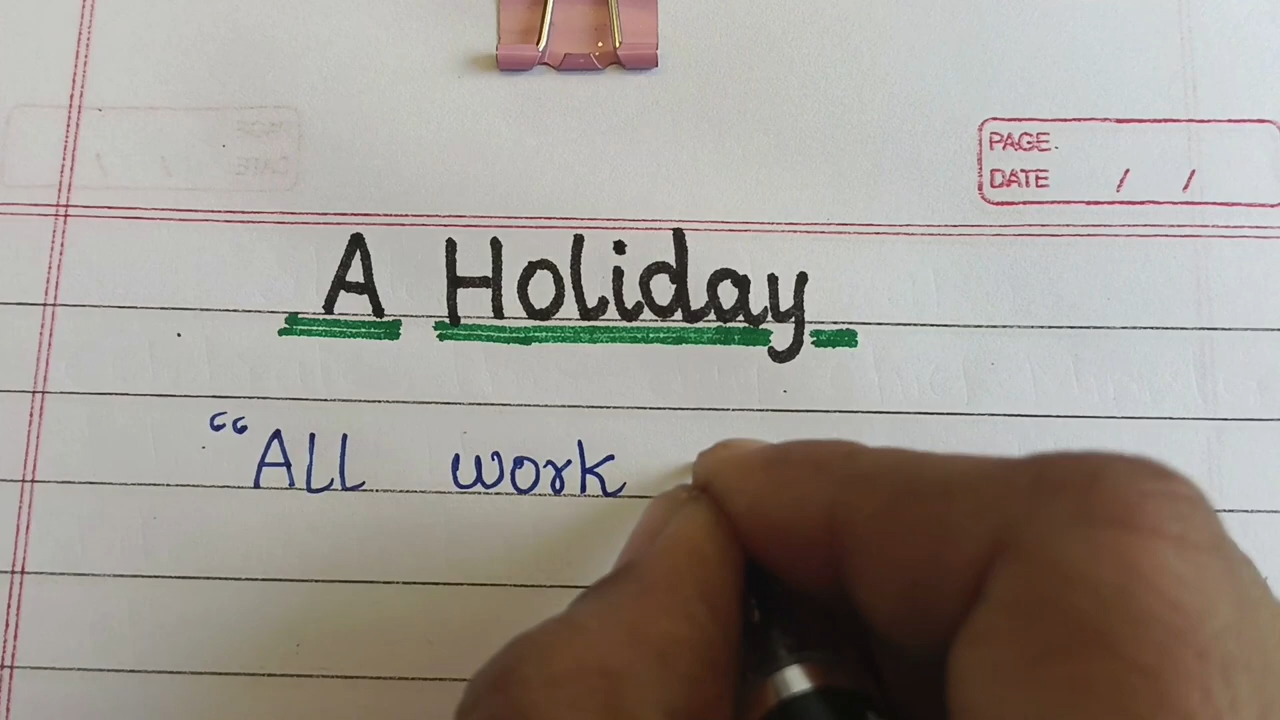 PAGE.
DATE / /
A Holiday
“All work